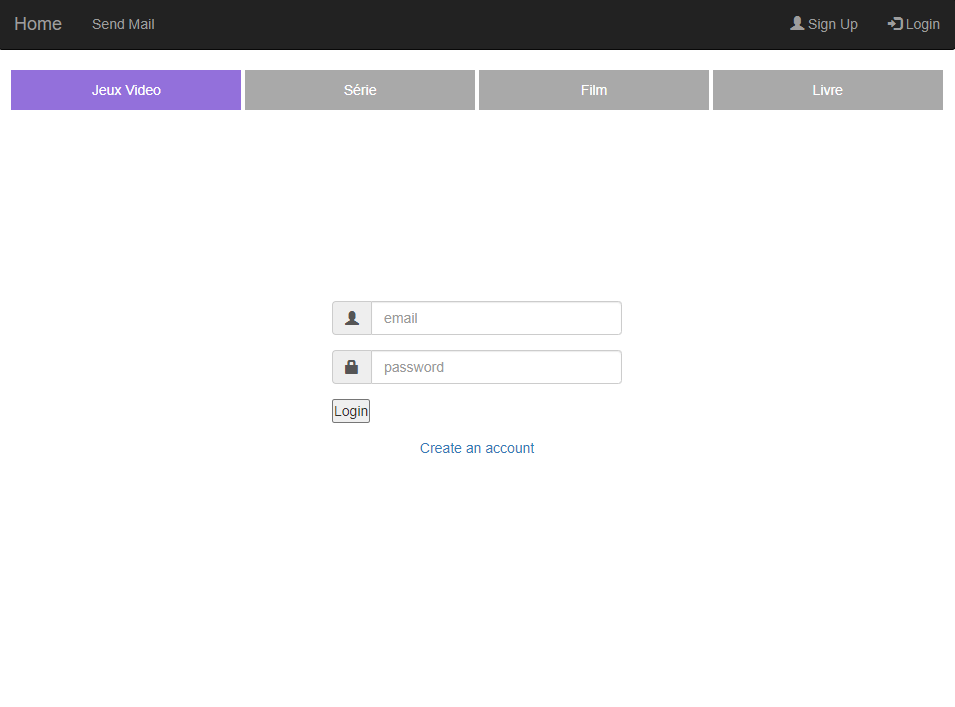 Home Send Mail Sign Up Login
Jeux Video Série Film Livre
email
password
Login
Create an account